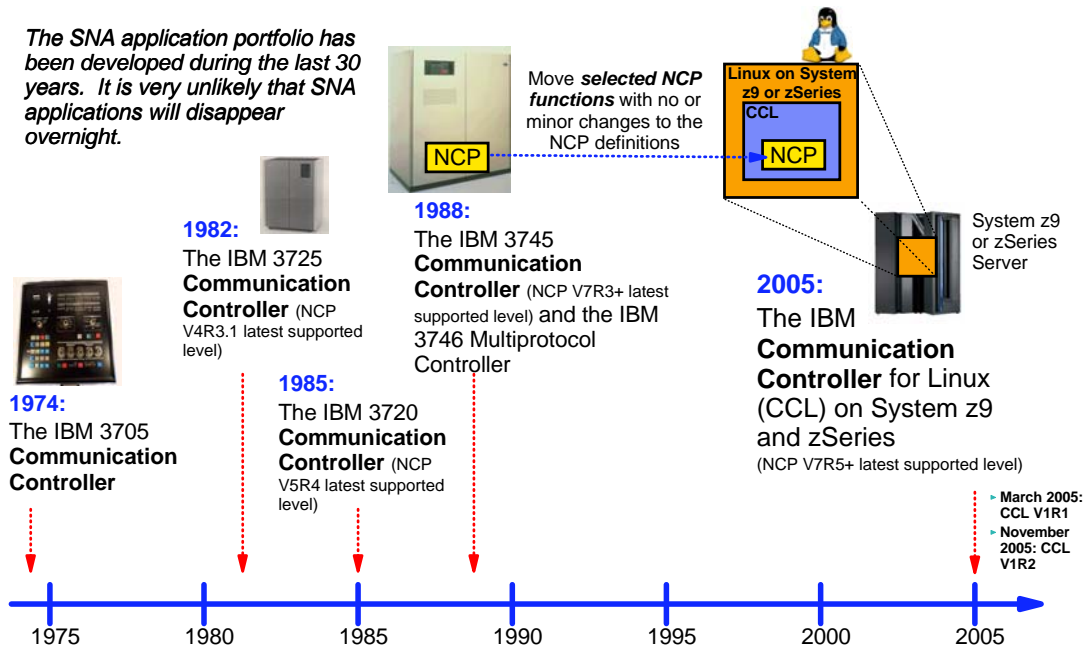 The SNA application portfolio has
been developed during the last 30
years. It is very unlikely that SNA
applications will disappear
overnight.
NCP
Move selected NCP
functions with no or
minor changes to the
NCP definitions
Linux on System
z9 or zSeries
CCL
NCP
System z9
or zSeries
Server
1974:
The IBM 3705
Communication
Controller
1982:
The IBM 3725
Communication
Controller (NCP
V4R3.1 latest supported
level)
1985:
The IBM 3720
Communication
Controller (NCP
V5R4 latest supported
level)
1988:
The IBM 3745
Communication
Controller (NCP V7R3+ latest
supported level) and the IBM
3746 Multiprotocol
Controller
2005:
The IBM
Communication
Controller for Linux
(CCL) on System z9
and zSeries
(NCP V7R5+ latest supported level)
March 2005:
CCL V1R1
November
2005: CCL
V1R2
1975
1980
1985
1990
1995
2000
2005